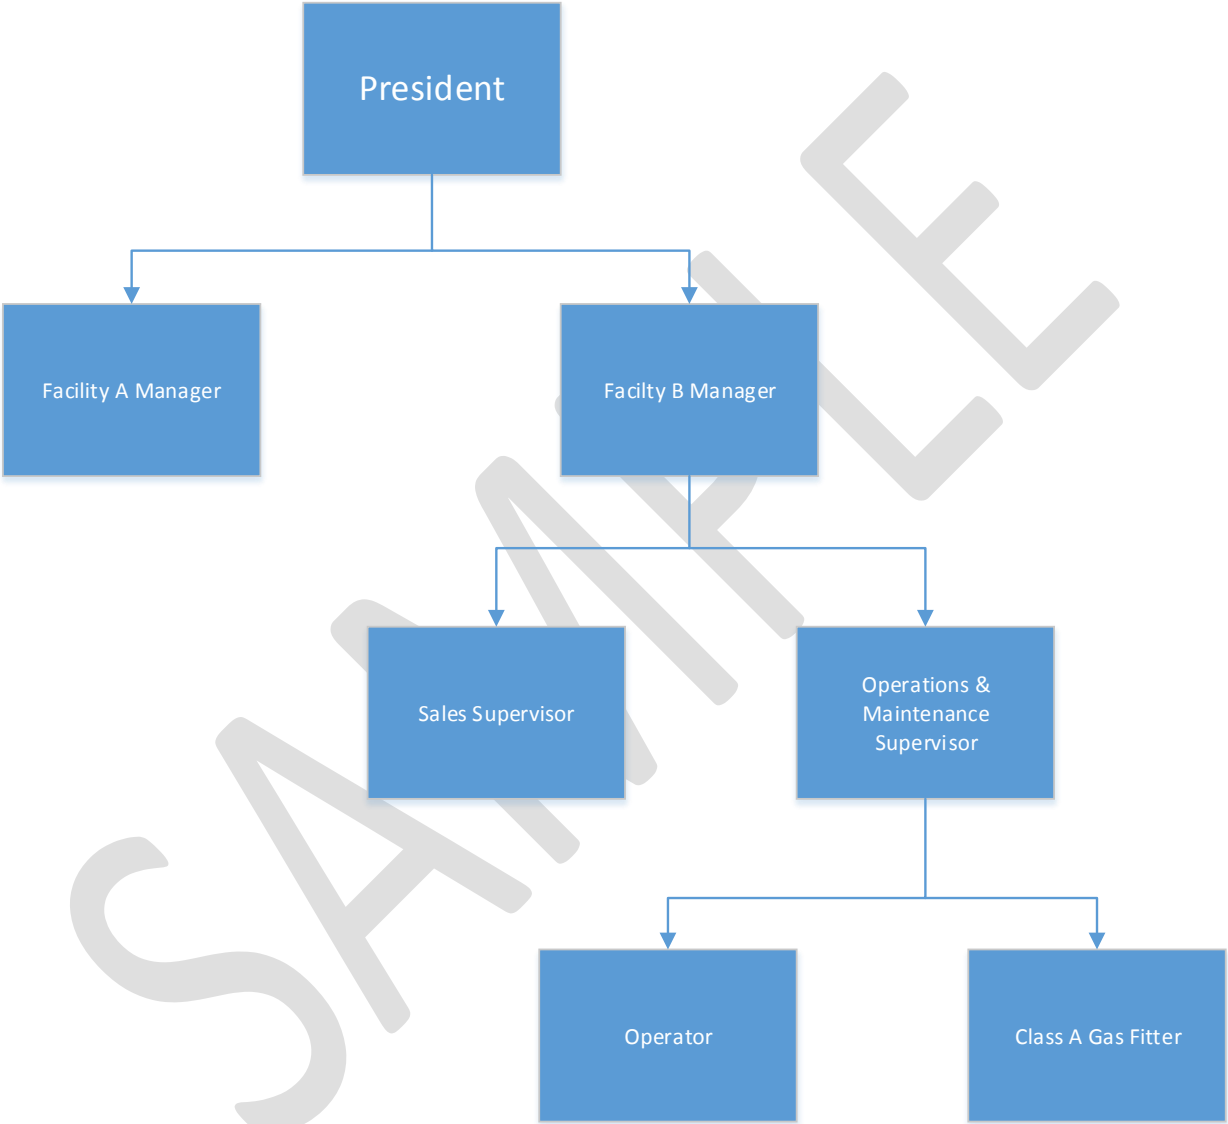 President
Facility A Manager
Facilty B Manager
Sales Supervisor
Operations &
Maintenance
Supervisor
Operator
Class A Gas Fitter
SAMPLE